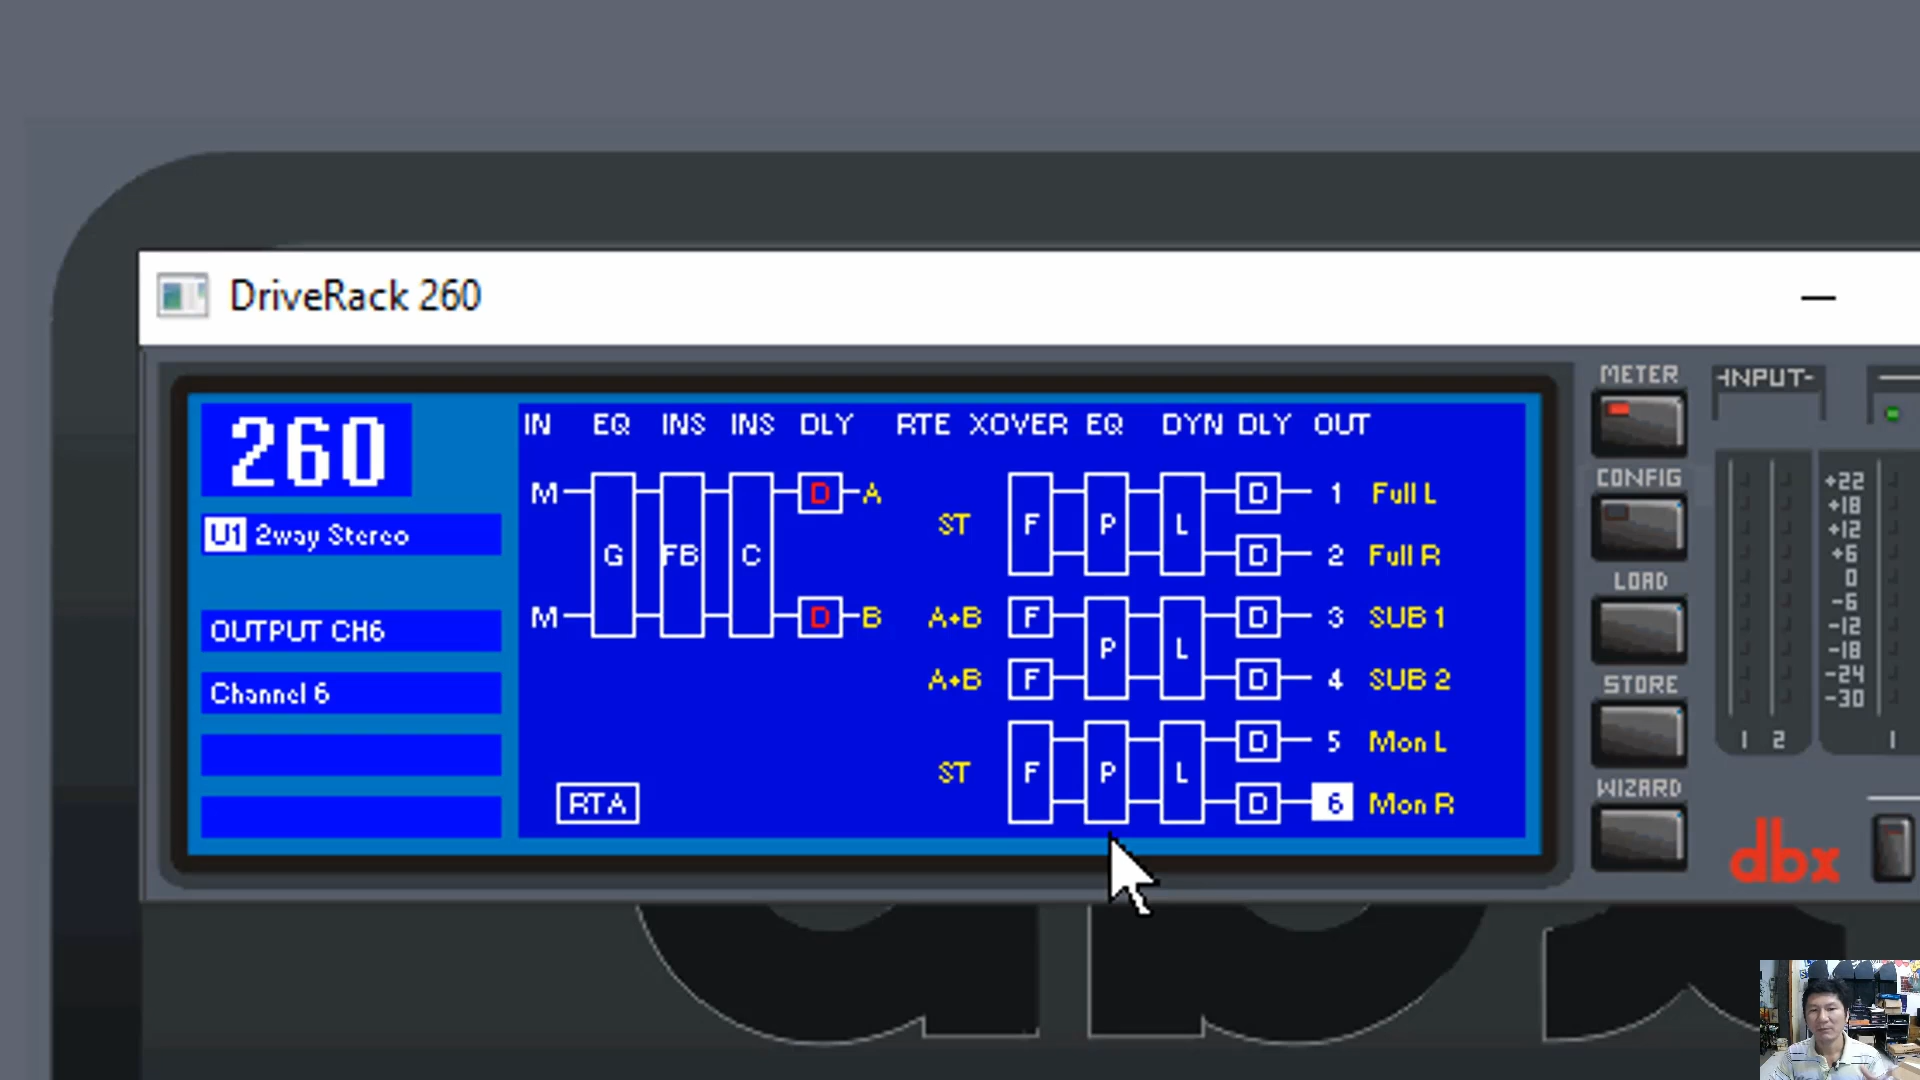 DriveRack 260
260
U1 2way Stereo
OUTPUT CH6
Channel 6
IN EQ INS INS DLY RTE XOVER EQ DYN DLY OUT
M G FB C D A ST F P L D 1 Full L
D 2 Full R
M D B A+B F P L D 3 SUB 1
A+B F D 4 SUB 2
ST F P L D 5 Mon L
RTA D 6 Mon R
METER
CONFIG
LOAD
STORE
WIZARD
INPUT
+22
+18
+12
+6
0
-6
-12
-18
-24
-30
1 2 1
dbx